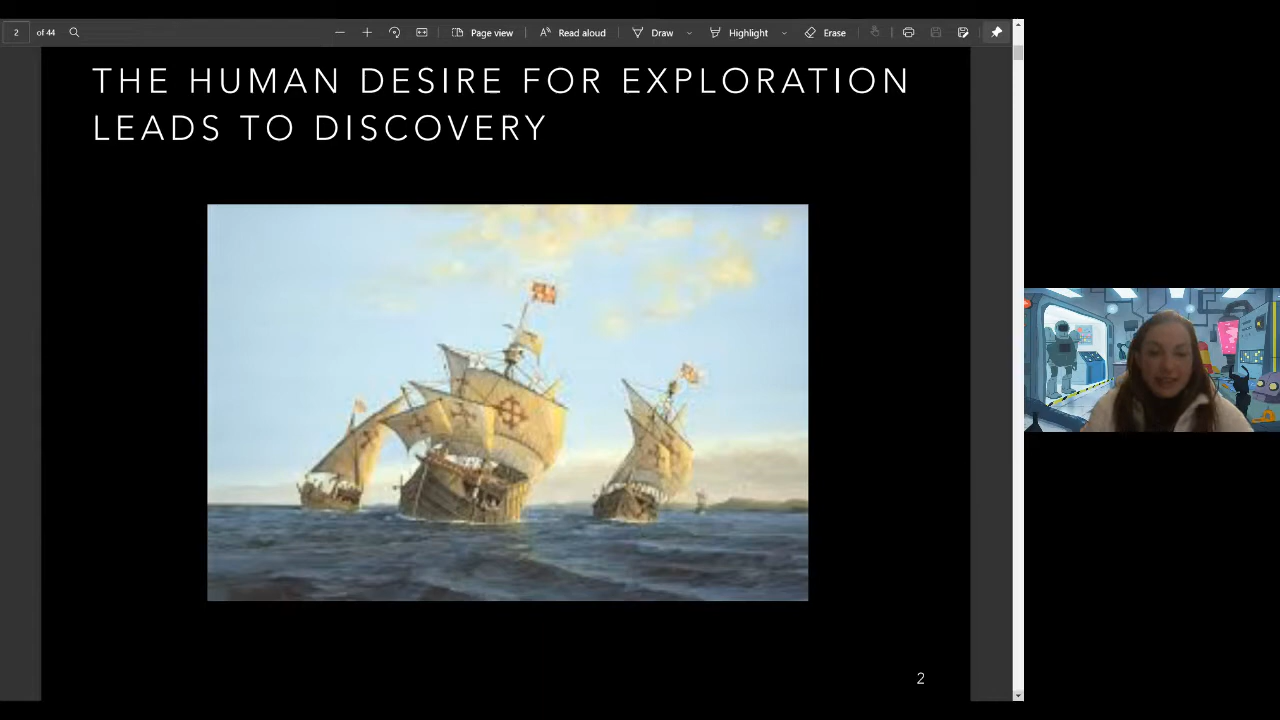 2 of 44 Page view Read aloud Draw Highlight Erase
THE HUMAN DESIRE FOR EXPLORATION
LEADS TO DISCOVERY
2